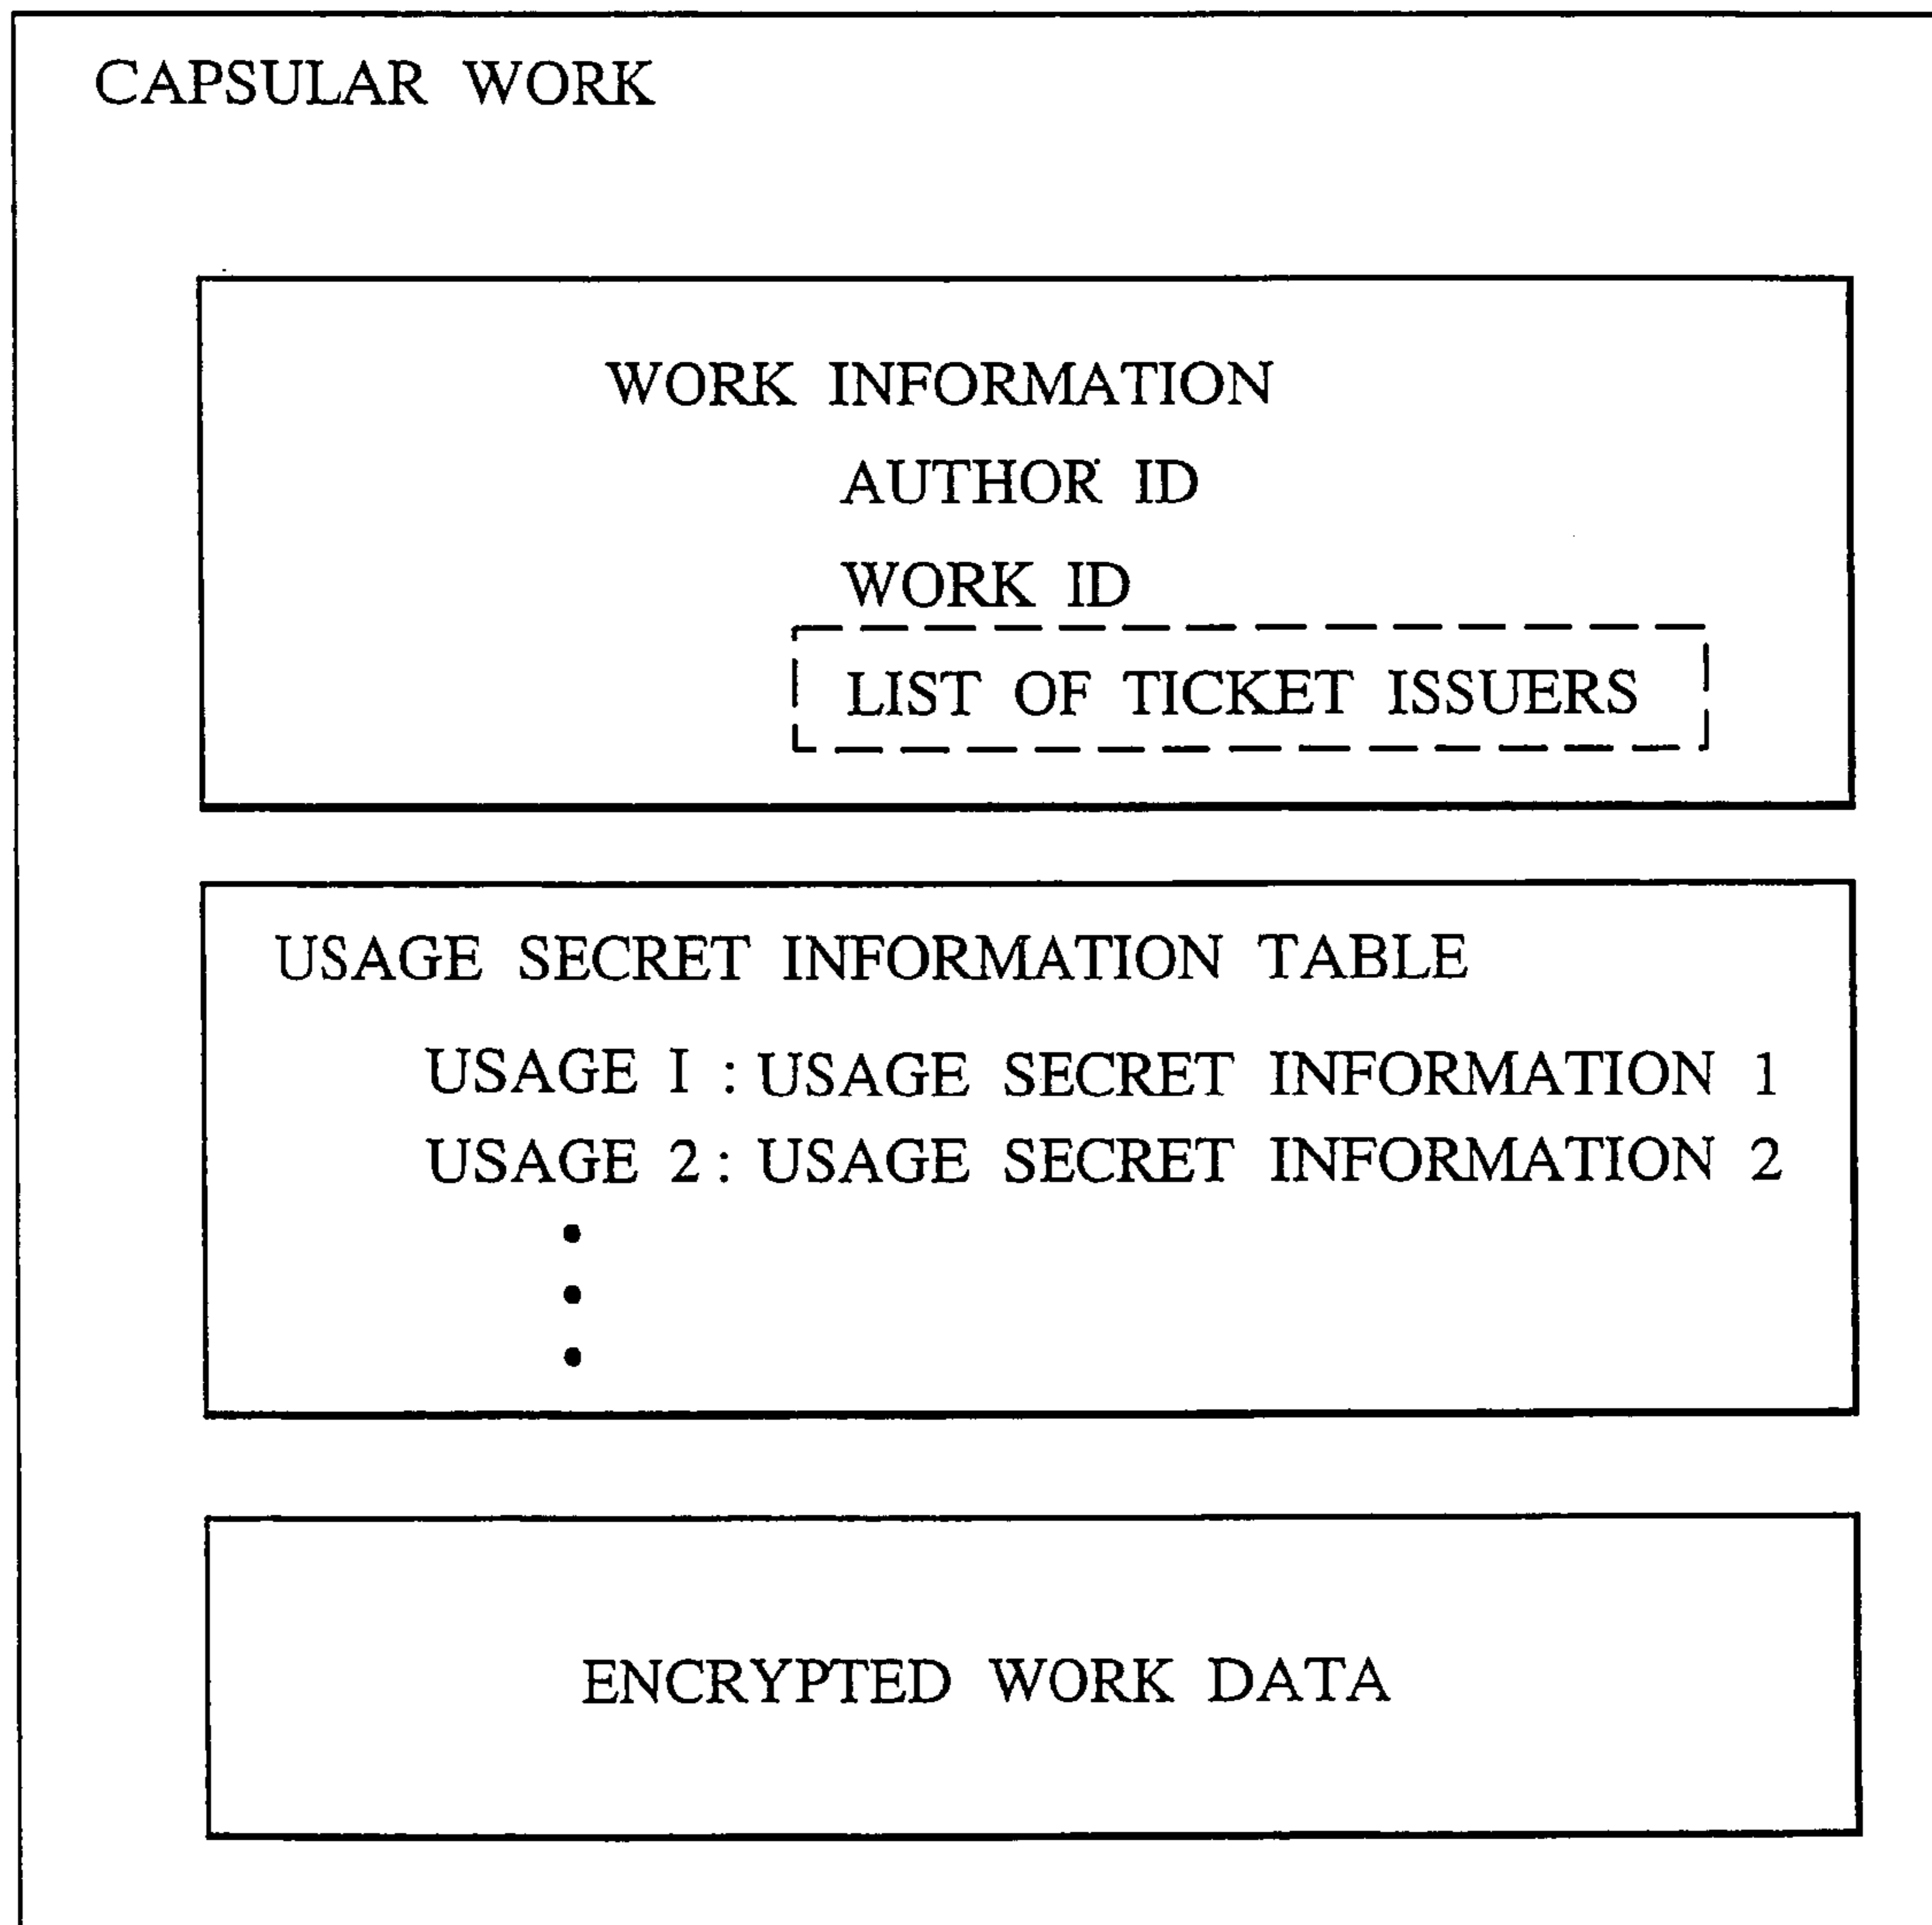 CAPSULAR WORK
WORK INFORMATION
AUTHOR ID
WORK ID
LIST OF TICKET ISSUERS
USAGE SECRET INFORMATION TABLE
USAGE 1 : USAGE SECRET INFORMATION 1
USAGE 2 : USAGE SECRET INFORMATION 2
ENCRYPTED WORK DATA